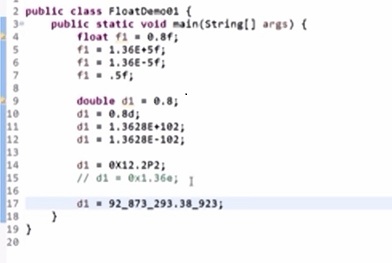 2 public class FloatDemo01 {
3 public static void main(String[] args) {
4 float f1 = 0.8f;
5 f1 = 1.36E+5f;
6 f1 = 1.36E-5f;
7 f1 = .5f;
8
9 double d1 = 0.8;
10 d1 = 0.8d;
11 d1 = 1.3628E+102;
12 d1 = 1.3628E-102;
13
14 d1 = 0X12.2P2;
15 // d1 = 0x1.36e;
16
17 d1 = 92_873_293.38_923;
18 }
19 }
20